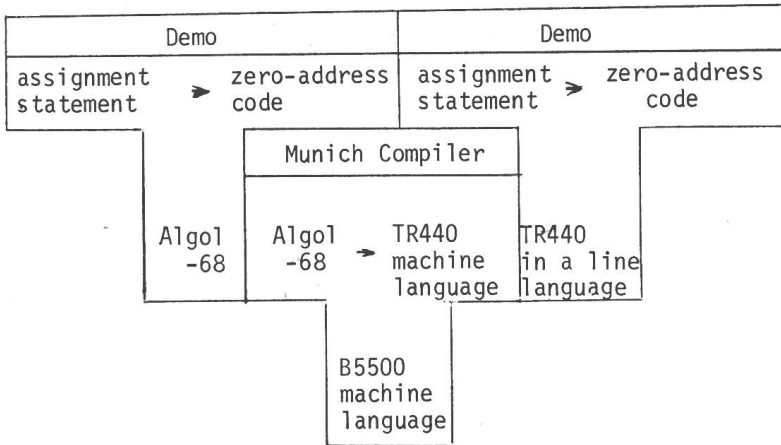 Demo
Demo
assignment statement → zero-address code
assignment statement → zero-address code
Munich Compiler
Algol -68
Algol -68 → TR440 machine language
TR440 in a line language
B5500 machine language